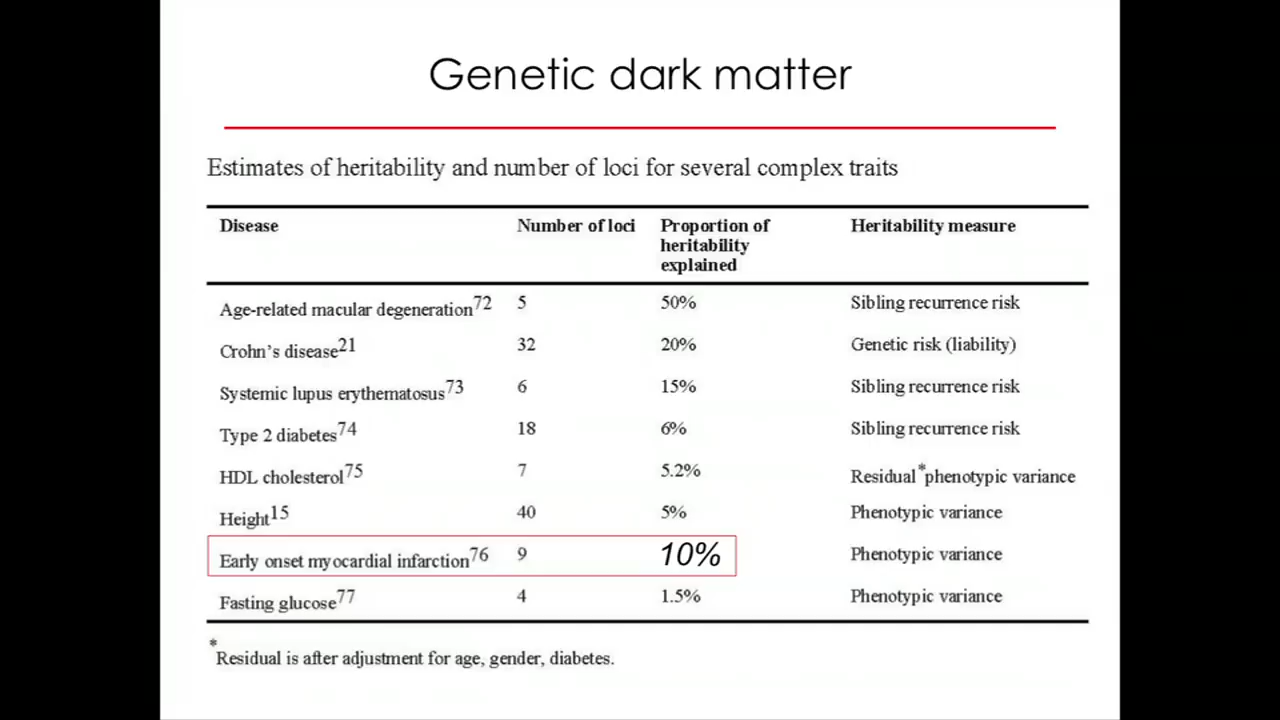 Genetic dark matter
Estimates of heritability and number of loci for several complex traits
Disease Number of loci Proportion of heritability explained Heritability measure
Age-related macular degeneration72 5 50% Sibling recurrence risk
Crohn's disease21 32 20% Genetic risk (liability)
Systemic lupus erythematosus73 6 15% Sibling recurrence risk
Type 2 diabetes74 18 6% Sibling recurrence risk
HDL cholesterol75 7 5.2% Residual*phenotypic variance
Height15 40 5% Phenotypic variance
Early onset myocardial infarction76 9 10% Phenotypic variance
Fasting glucose77 4 1.5% Phenotypic variance
*Residual is after adjustment for age, gender, diabetes.